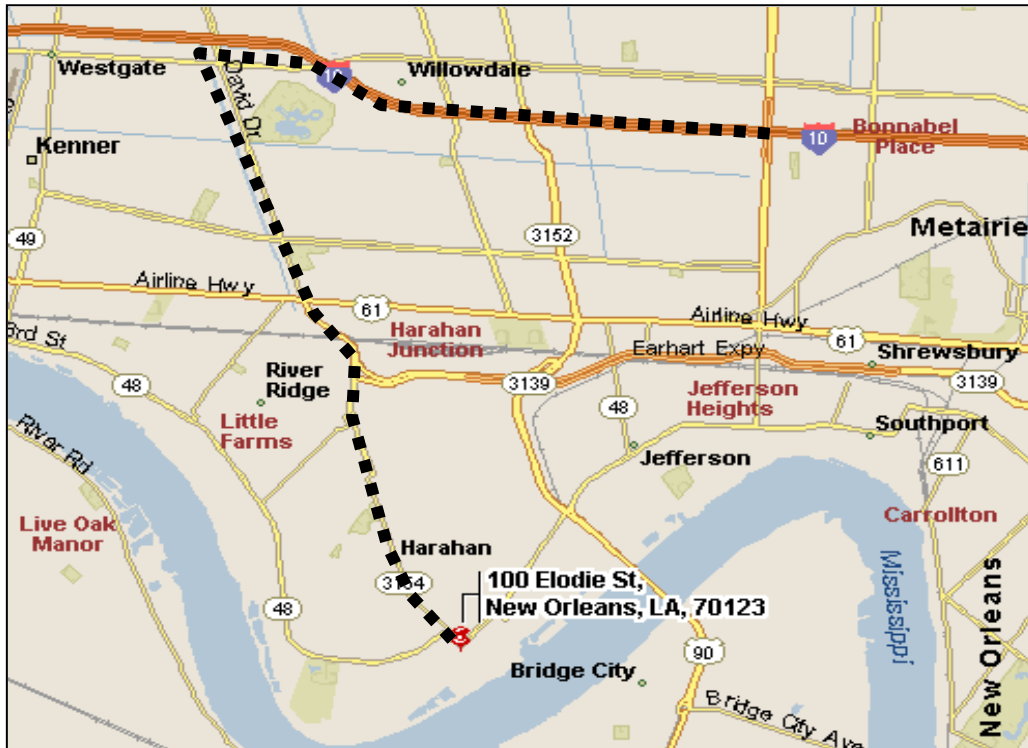 Westgate
10
Willowdale
David Dr
10
Bonnabel
Place
Kenner
49
3152
Metairie
Airline Hwy
61
Airline Hwy
61
3rd St
Harahan
Junction
Earhart Expy
Shrewsbury
48
River
Ridge
3139
3139
Little
Farms
48
Jefferson
Heights
Southport
River Rd
Jefferson
611
Live Oak
Manor
Carrollton
Harahan
3154
100 Elodie St,
New Orleans, LA, 70123
48
Mississippi
90
Bridge City
Bridge City Ave
New Orleans